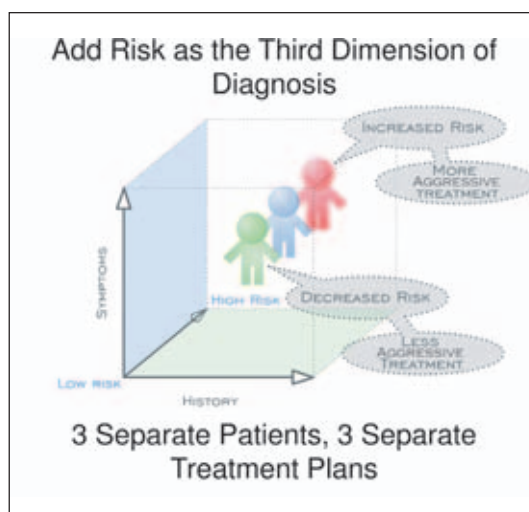 Add Risk as the Third Dimension of
Diagnosis
INCREASED RISK
MORE
AGGRESSIVE
TREATMENT
SYMPTOMS
HIGH RISK
DECREASED RISK
LESS
AGGRESSIVE
TREATMENT
LOW RISK
HISTORY
3 Separate Patients, 3 Separate
Treatment Plans